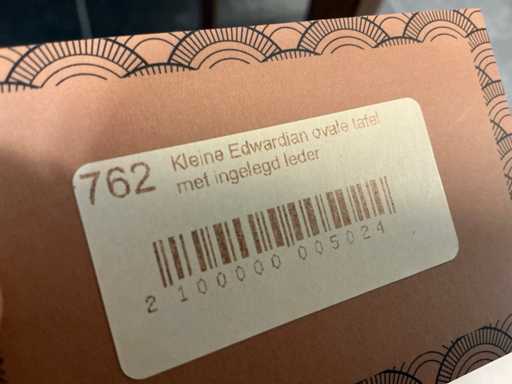 762
Kleine Edwardian ovale tafel
met ingelegd leder
2 100000 005024